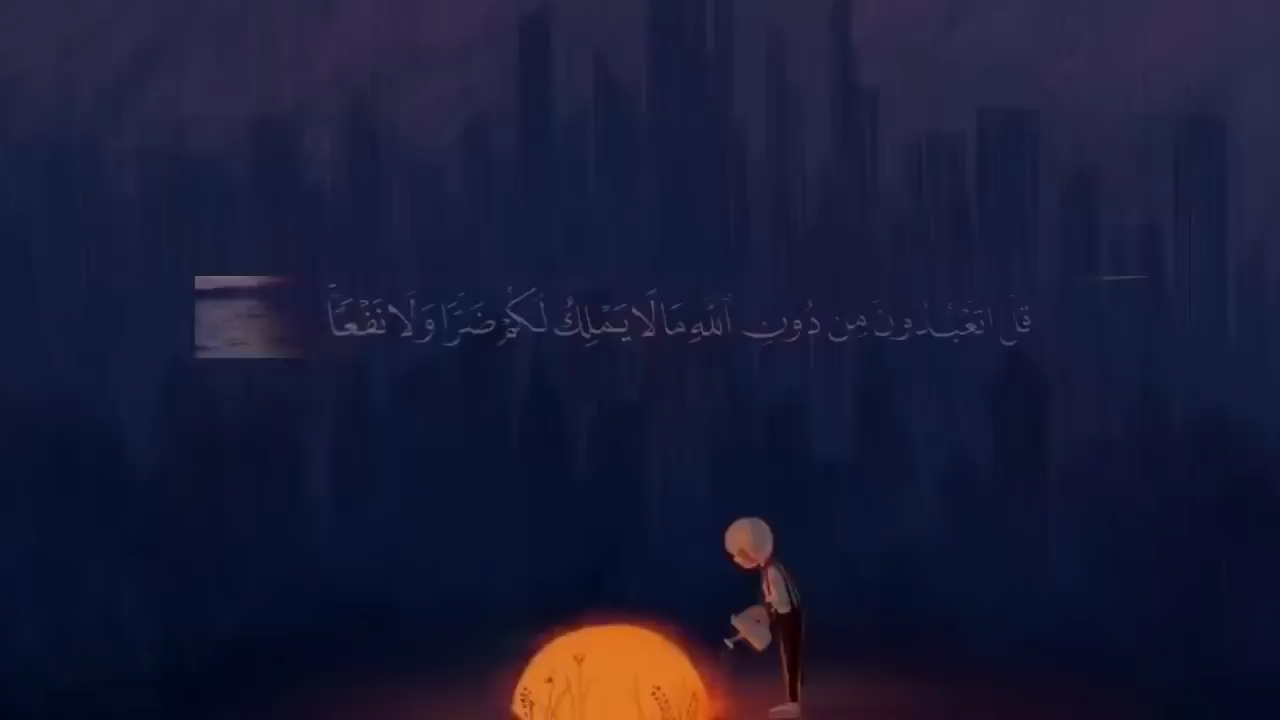 قُلۡ أَتَعۡبُدُونَ مِن دُونِ ٱللَّهِ مَا لَا يَمۡلِكُ لَكُمۡ ضَرّٗا وَلَا نَفۡعٗاۚ